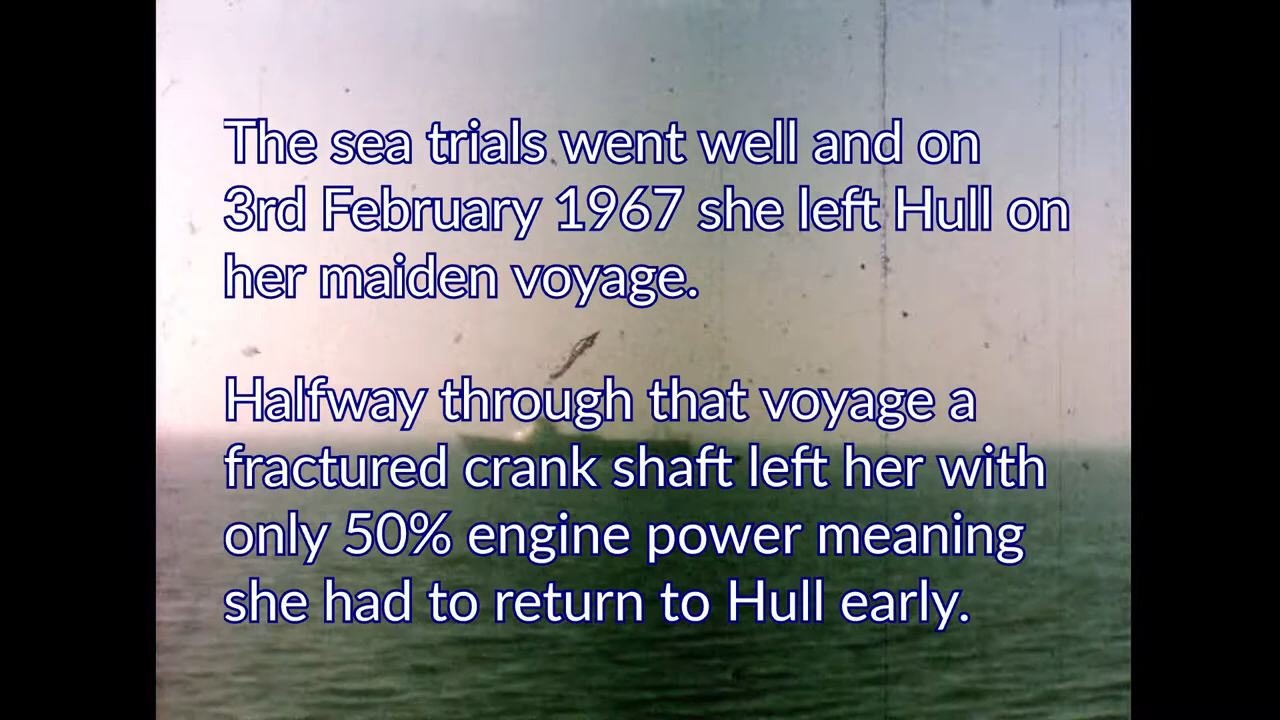 The sea trials went well and on
3rd February 1967 she left Hull on
her maiden voyage.
Halfway through that voyage a
fractured crank shaft left her with
only 50% engine power meaning
she had to return to Hull early.